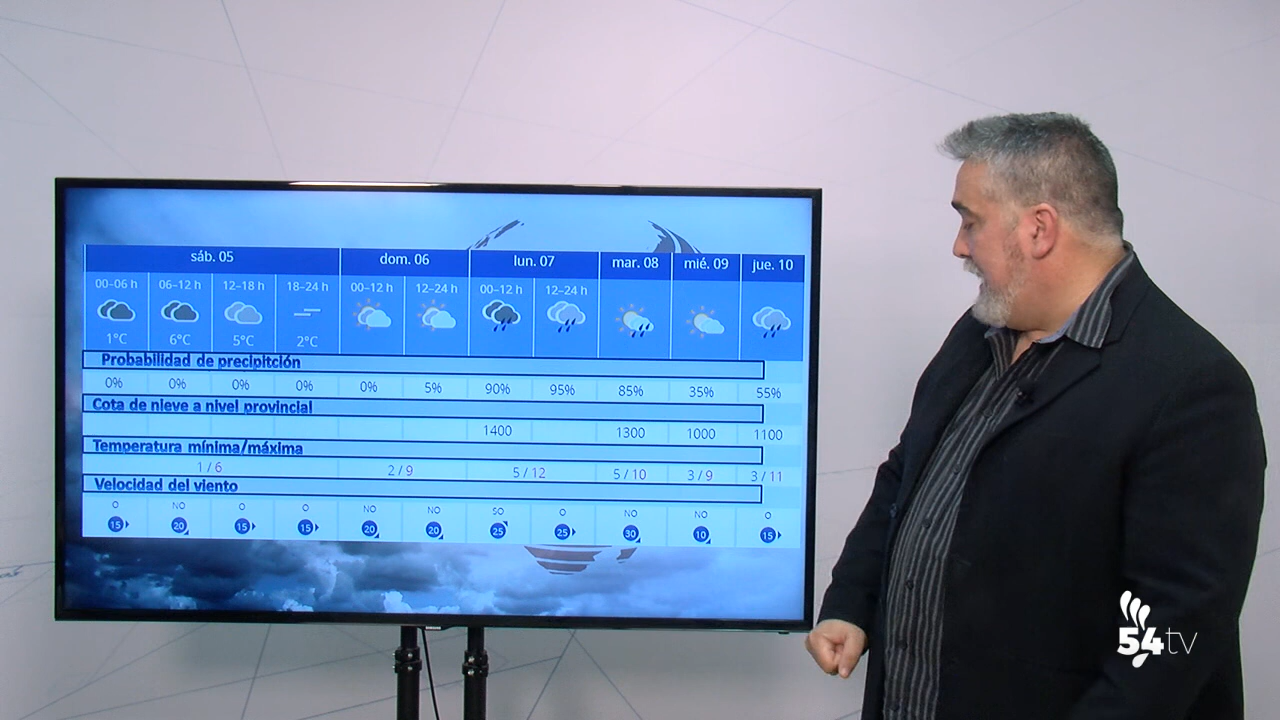 sáb. 05 dom. 06 lun. 07 mar. 08 mié. 09 jue. 10
00-06 h 06-12 h 12-18 h 18-24 h 00-12 h 12-24 h 00-12 h 12-24 h
1°C 6°C 5°C 2°C
Probabilidad de precipitción
0% 0% 0% 0% 0% 5% 90% 95% 85% 35% 55%
Cota de nieve a nivel provincial
1400 1300 1000 1100
Temperatura mínima/máxima
1 / 6 2 / 9 5 / 12 5 / 10 3 / 9 3 / 11
Velocidad del viento
O NO O O NO NO SO O NO NO O
15 20 15 15 20 20 25 25 30 10 15
54tv